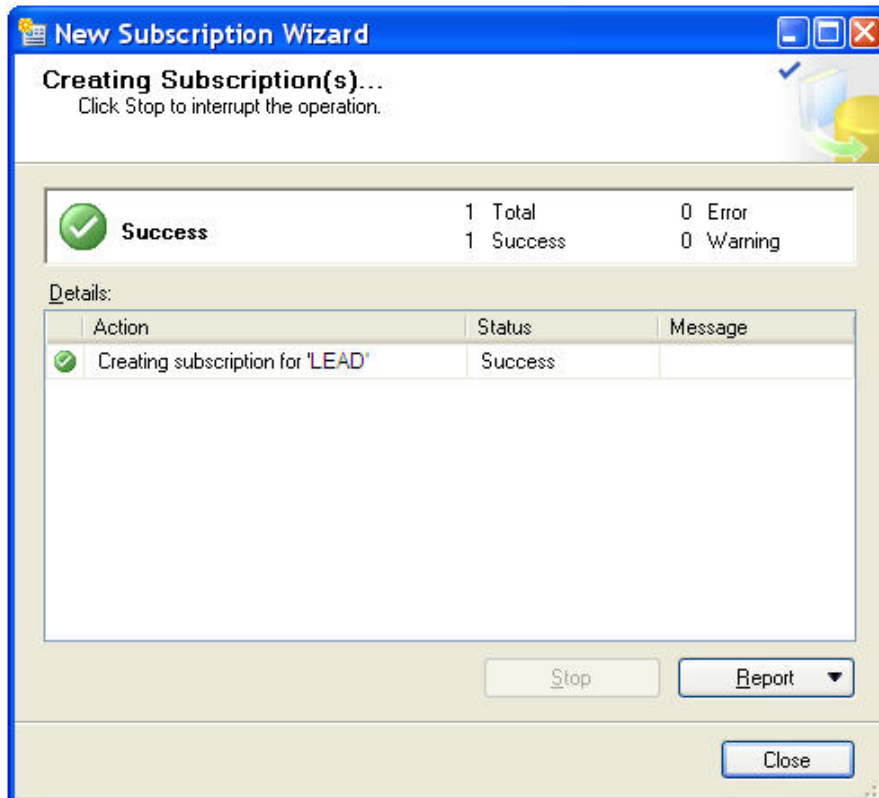 New Subscription Wizard
Creating Subscription(s)...
Click Stop to interrupt the operation.
Success
1 Total 0 Error
1 Success 0 Warning
Details:
Action Status Message
Creating subscription for 'LEAD' Success
Stop Report
Close